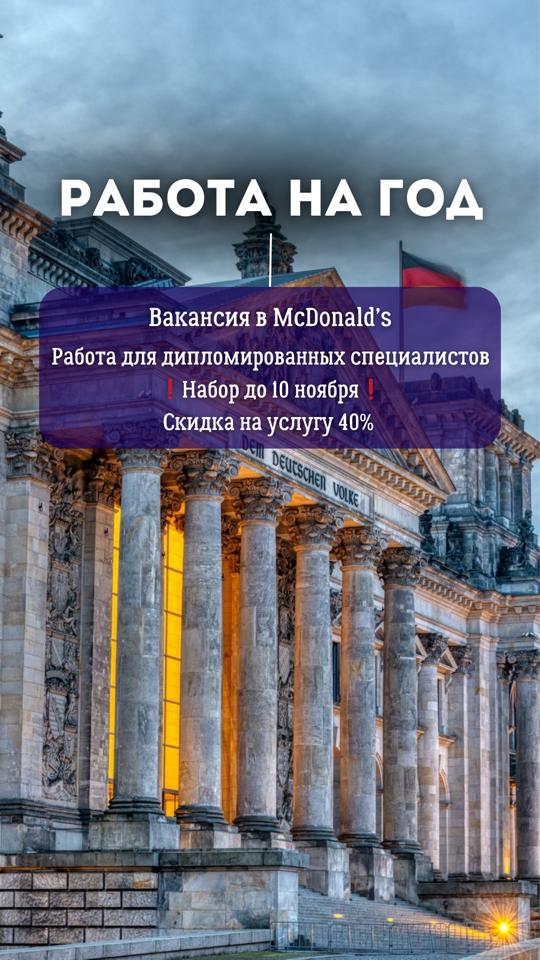 РАБОТА НА ГОД
Вакансия в McDonald's
Работа для дипломированных специалистов
❗Набор до 10 ноября❗
Скидка на услугу 40%
DEM DEUTSCHEN VOLKE